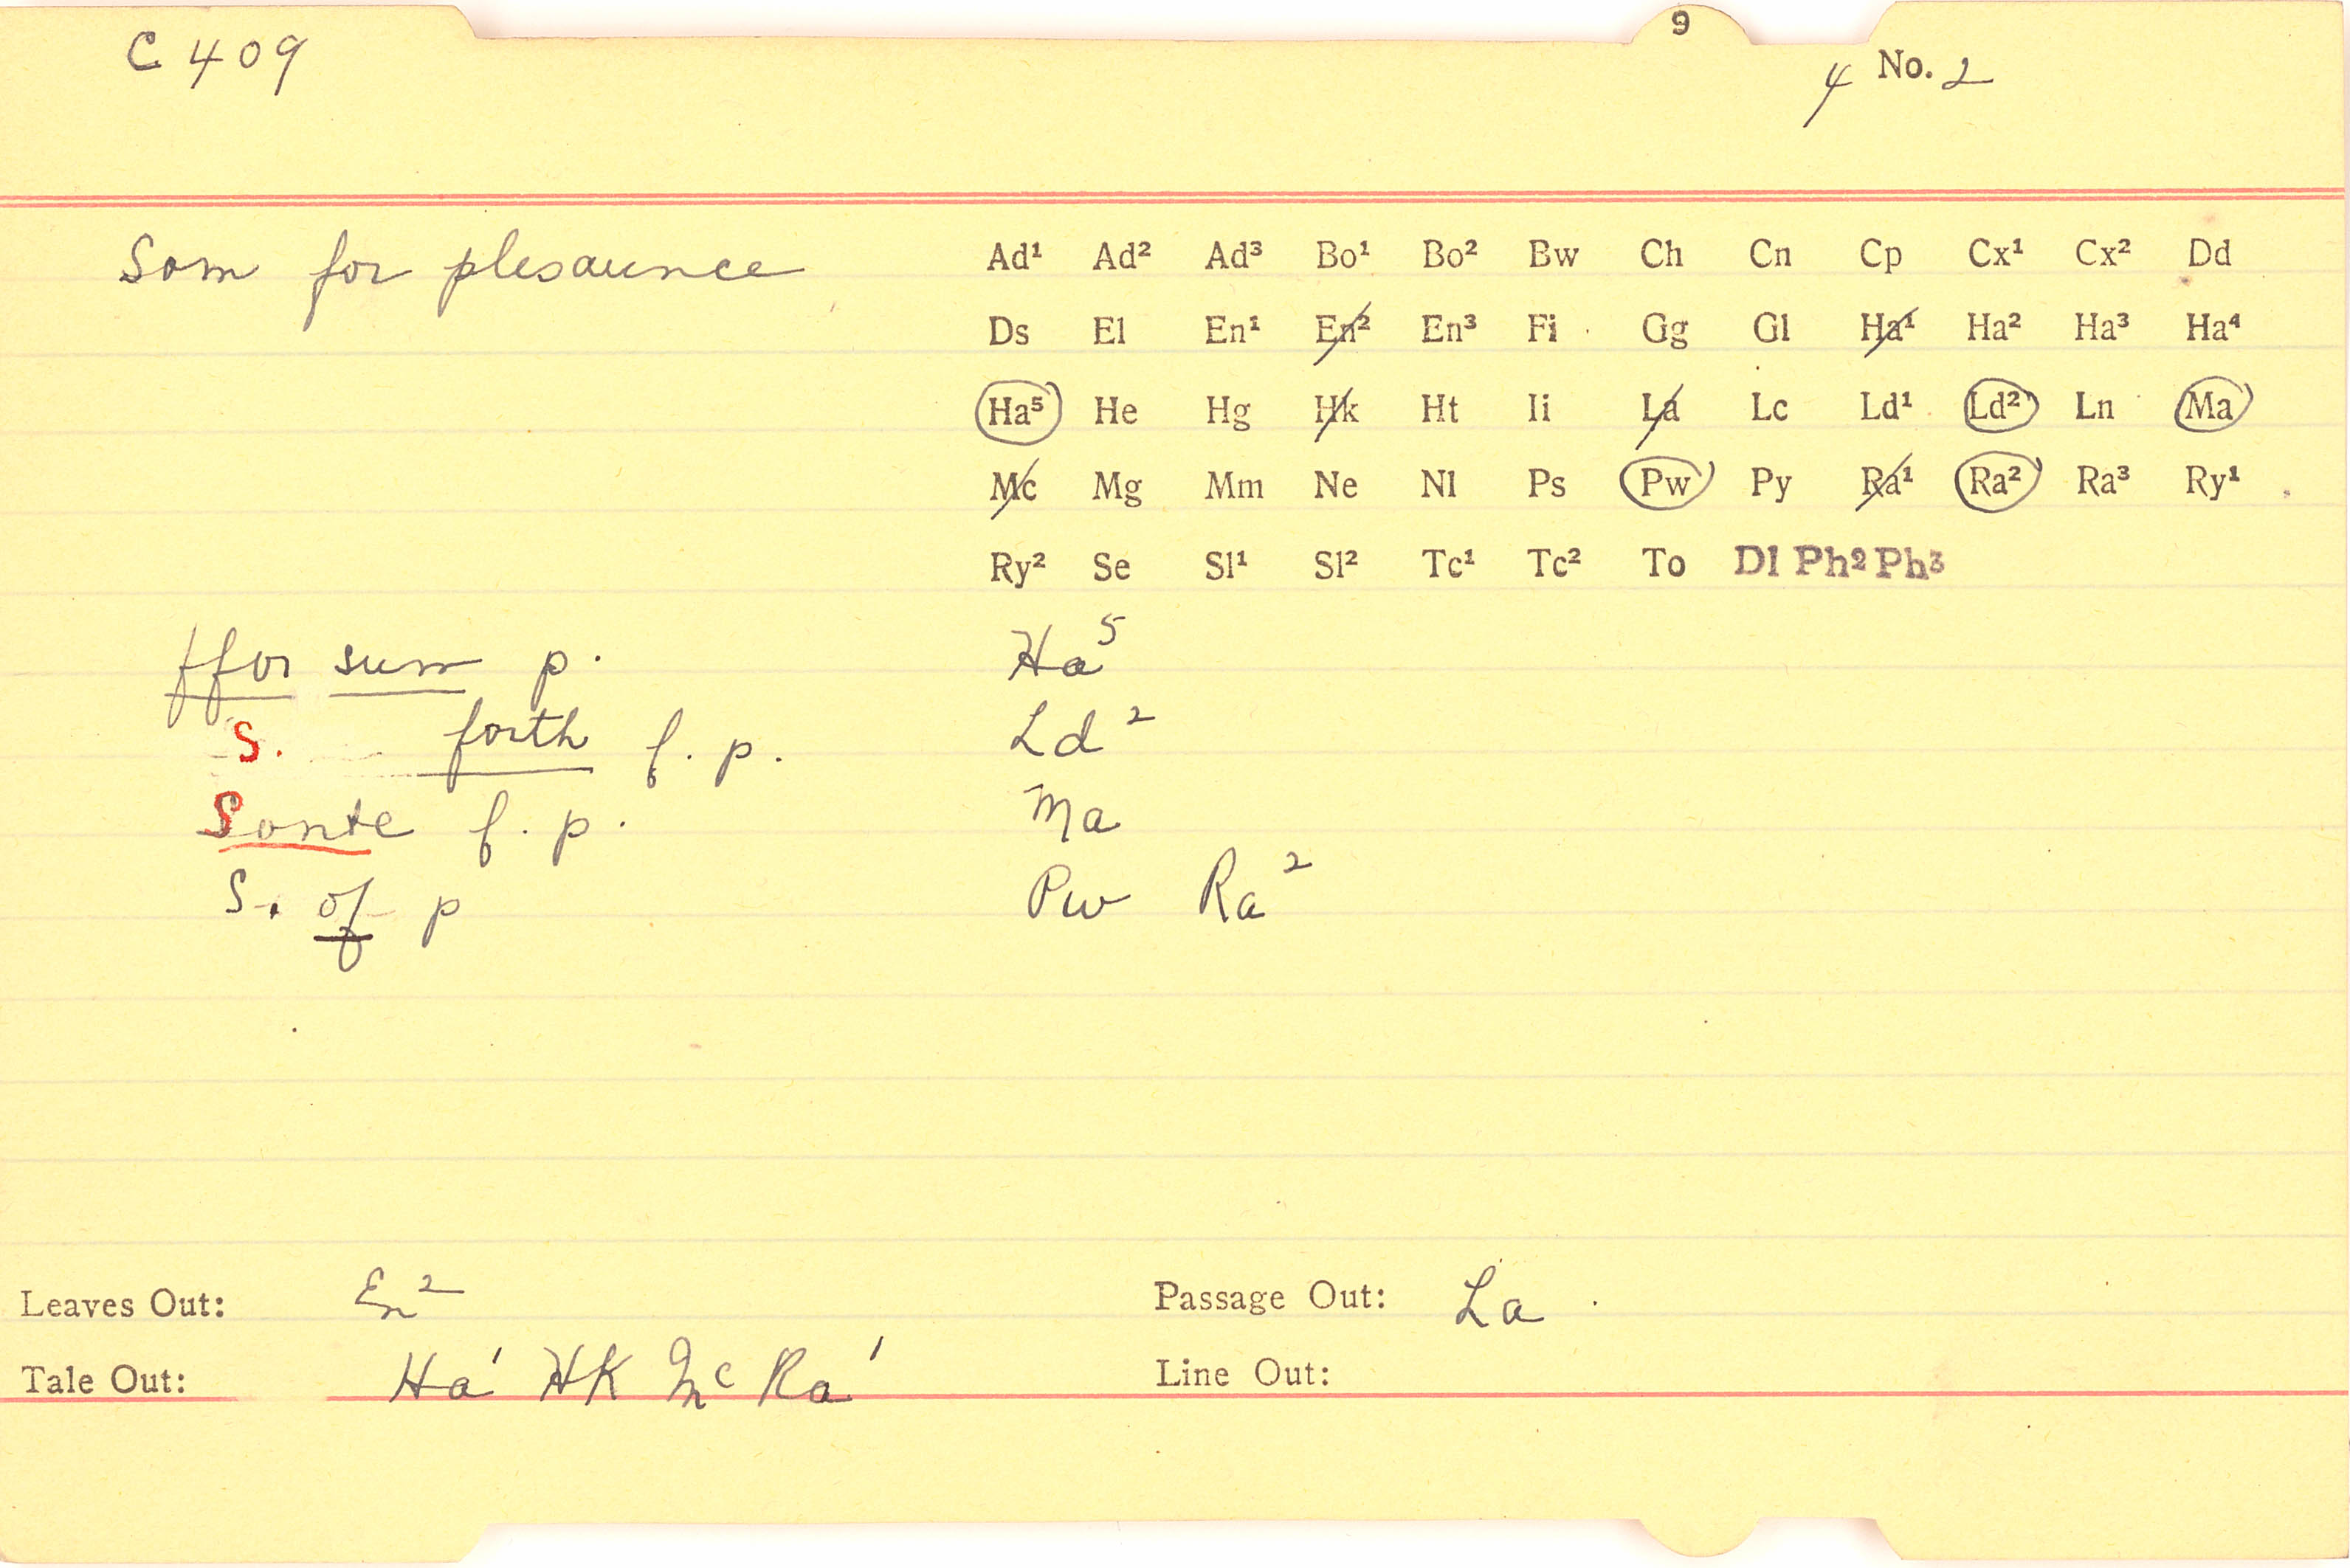 9
C 409
4 No. 2
Som for plesaunce
Ad¹ Ad² Ad³ Bo¹ Bo² Bw Ch Cn Cp Cx¹ Cx² Dd
Ds El En¹ En² En³ Fi Gg Gl Ha¹ Ha² Ha³ Ha⁴
Ha⁵ He Hg Hk Ht Ii La Lc Ld¹ Ld² Ln Ma
Mc Mg Mm Ne Nl Ps Pw Py Ra¹ Ra² Ra³ Ry¹
Ry² Se Sl¹ Sl² Tc¹ Tc² To Dl Ph² Ph³
ffor sum p. Ha⁵
S. forth f. p. Ld²
Sonte f. p. Ma
S. of p Pw Ra²
Leaves Out: En² Passage Out: La
Tale Out: Ha¹ HK Mc Ra¹ Line Out: